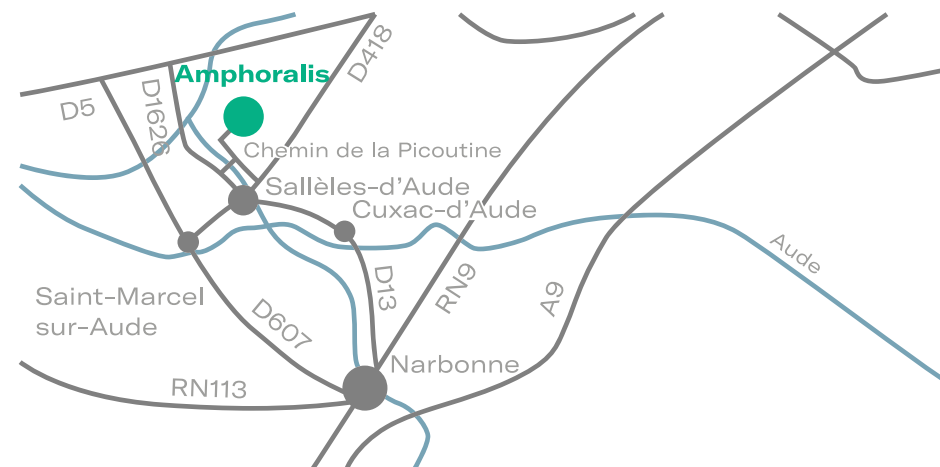 Amphoralis
D418
D5
D1626
Chemin de la Picoutine
Sallèles-d'Aude
Cuxac-d'Aude
Aude
D13
RN9
A9
Saint-Marcel
sur-Aude
D607
Narbonne
RN113